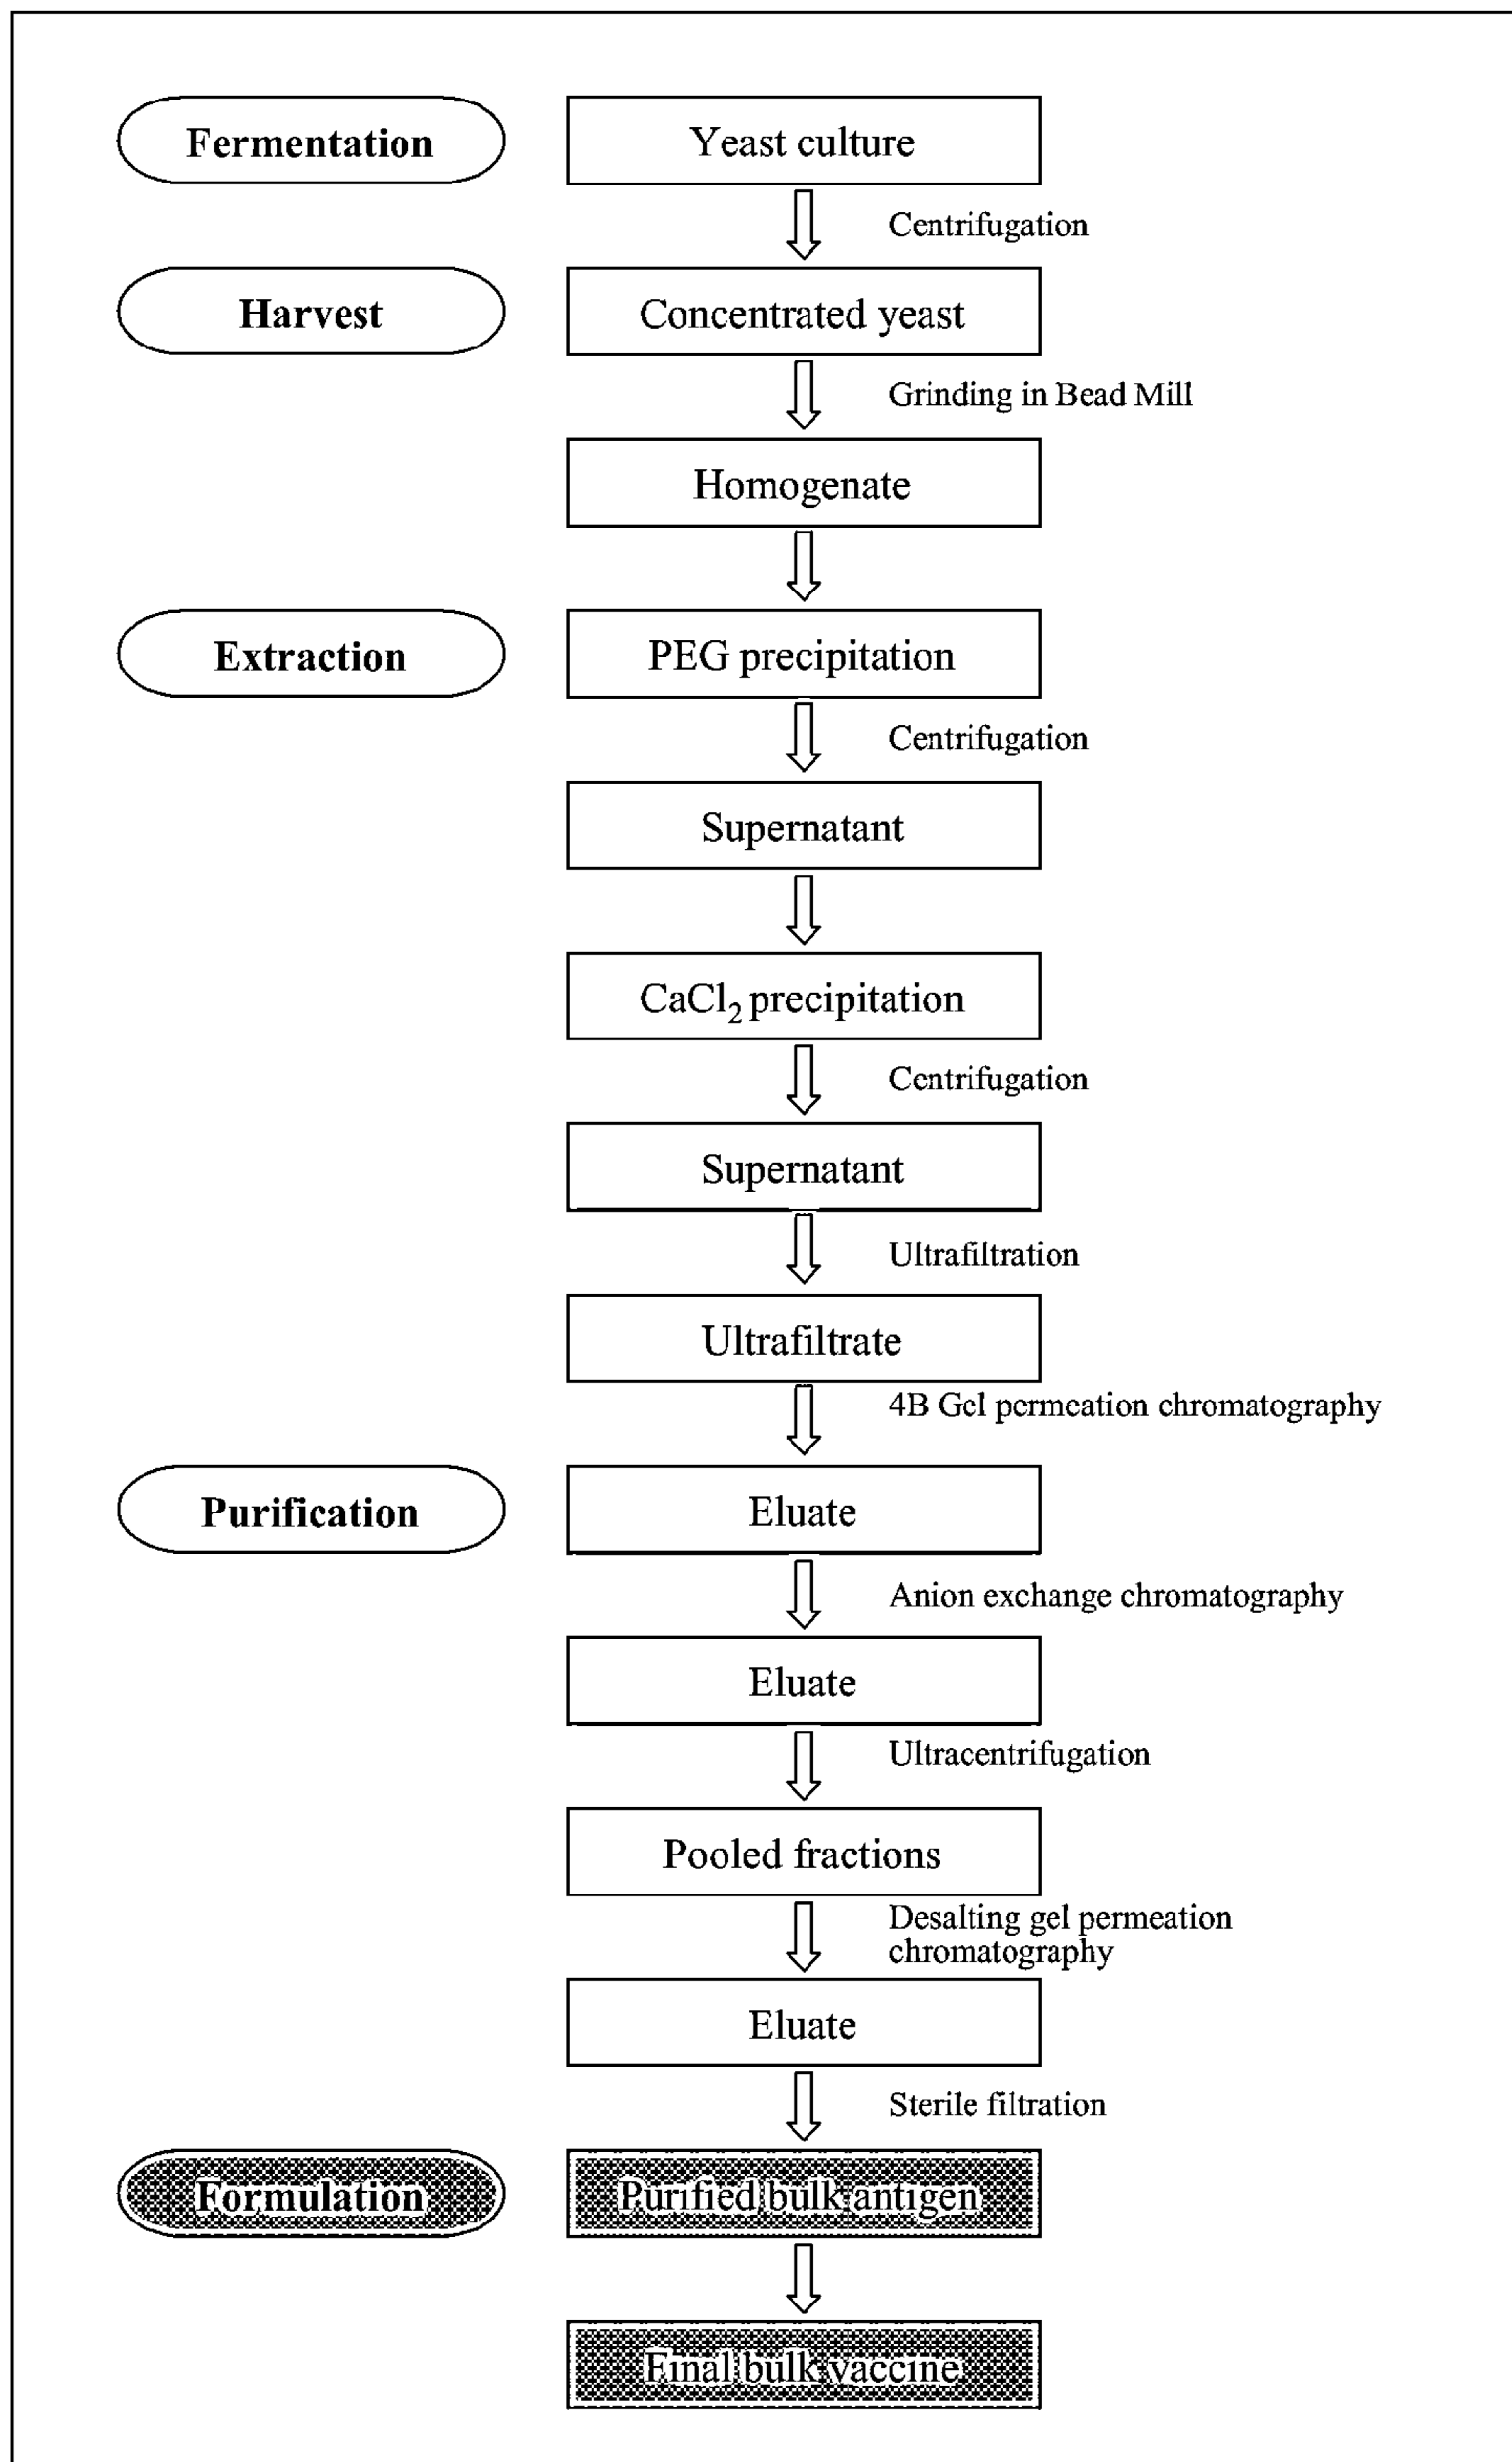 Fermentation
Yeast culture
Centrifugation
Harvest
Concentrated yeast
Grinding in Bead Mill
Homogenate
Extraction
PEG precipitation
Centrifugation
Supernatant
CaCl₂ precipitation
Centrifugation
Supernatant
Ultrafiltration
Ultrafiltrate
4B Gel permeation chromatography
Purification
Eluate
Anion exchange chromatography
Eluate
Ultracentrifugation
Pooled fractions
Desalting gel permeation
chromatography
Eluate
Sterile filtration
Formulation
Purified bulk antigen
Final bulk vaccine